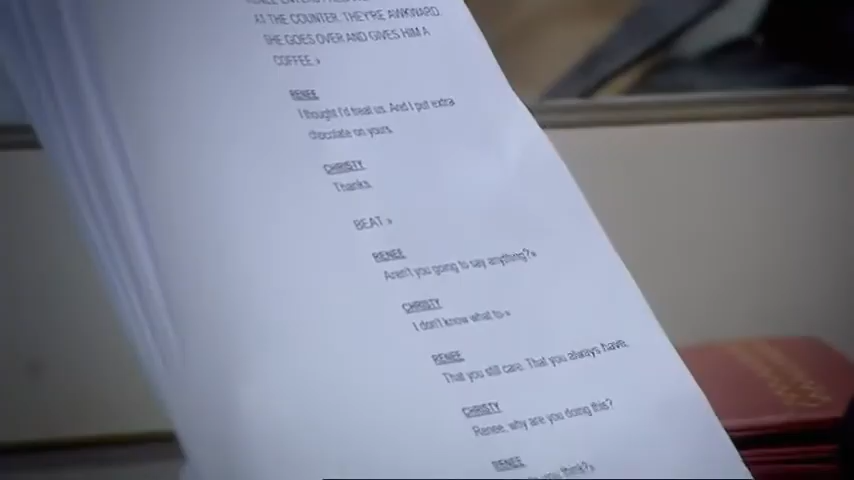 AT THE COUNTER. THEY'RE AWKWARD.
SHE GOES OVER AND GIVES HIM A
COFFEE.
RENEE
I thought I'd treat us. And I put extra
chocolate on yours.
CHRISTY
Thanks.
BEAT
RENEE
Aren't you going to say anything?
CHRISTY
I don't know what to
RENEE
That you still care. That you always have.
CHRISTY
Renee, why are you doing this?
RENEE
you think?